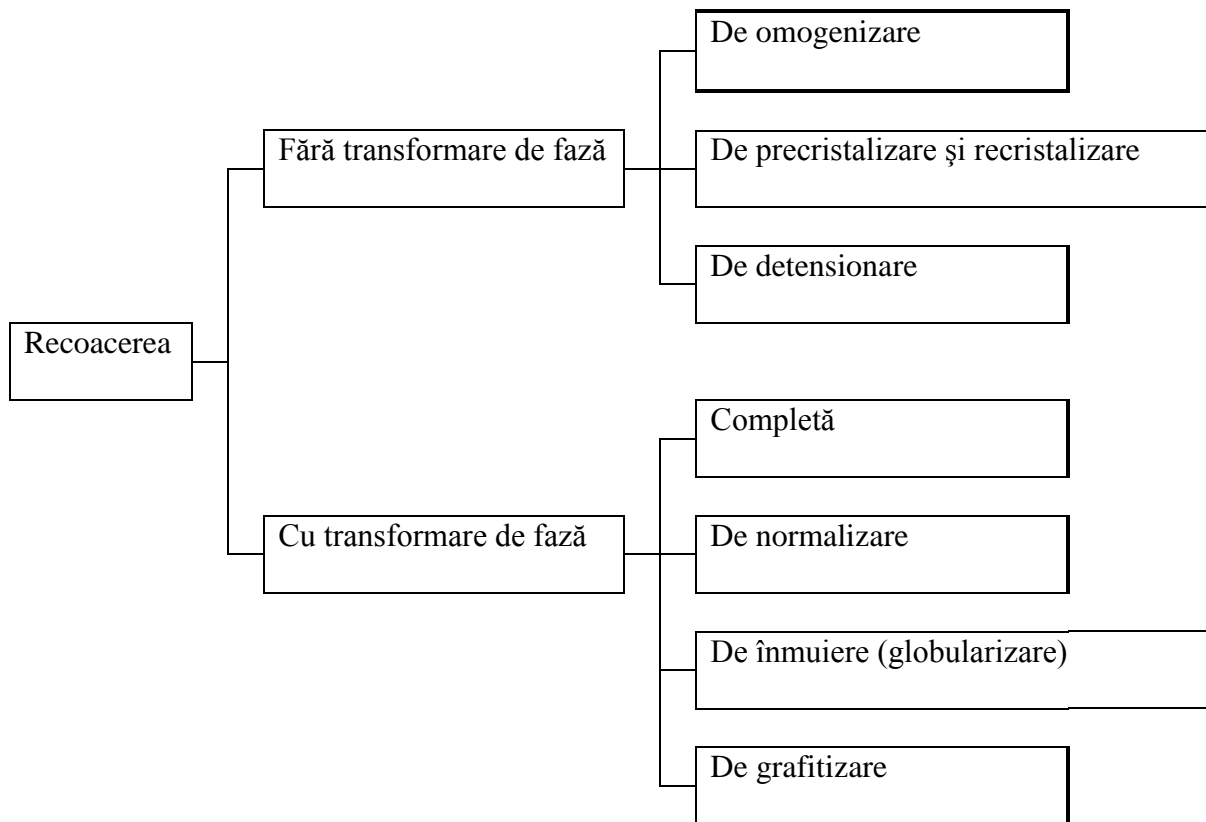 De omogenizare
Fără transformare de fază
De precristalizare şi recristalizare
De detensionare
Recoacerea
Completă
Cu transformare de fază
De normalizare
De înmuiere (globularizare)
De grafitizare